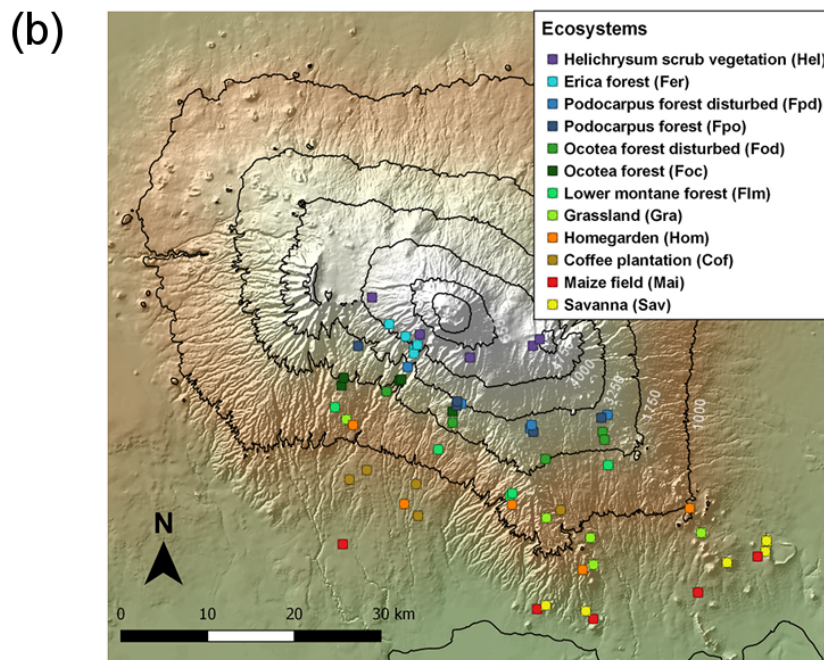 (b)
Ecosystems
Helichrysum scrub vegetation (Hel)
Erica forest (Fer)
Podocarpus forest disturbed (Fpd)
Podocarpus forest (Fpo)
Ocotea forest disturbed (Fod)
Ocotea forest (Foc)
Lower montane forest (Flm)
Grassland (Gra)
Homegarden (Hom)
Coffee plantation (Cof)
Maize field (Mai)
Savanna (Sav)
4000
3250
1750
1000
N
0 10 20 30 km